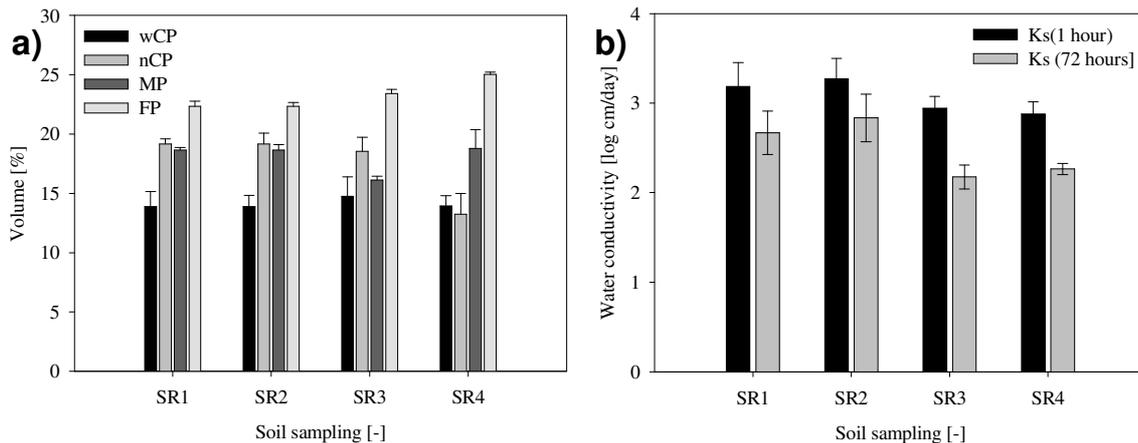 a)
wCP
nCP
MP
FP
30
25
20
15
10
5
0
Volume [%]
SR1 SR2 SR3 SR4
Soil sampling [-]
b)
Ks(1 hour)
Ks (72 hours]
4
3
2
1
0
Water conductivity [log cm/day]
SR1 SR2 SR3 SR4
Soil sampling [-]